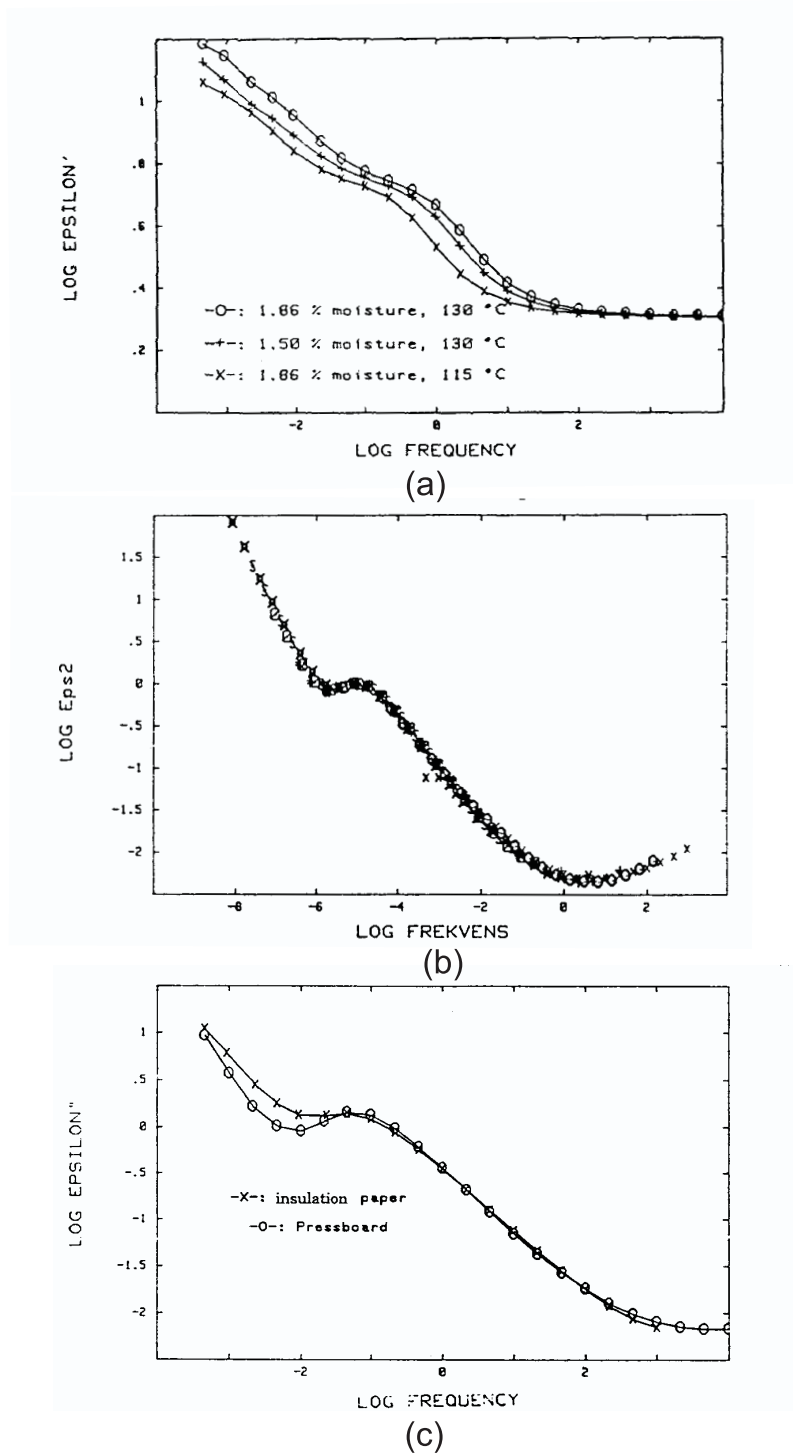 1
.8
.6
.4
.2
LOG EPSILON'
-O-: 1.86 % moisture, 130 °C
-+-: 1.50 % moisture, 130 °C
-X-: 1.86 % moisture, 115 °C
-2 0 2
LOG FREQUENCY
(a)
1.5
1
.5
0
-.5
-1
-1.5
-2
LOG Eps2
-8 -6 -4 -2 0 2
LOG FREKVENS
(b)
1
.5
0
-.5
-1
-1.5
-2
LOG EPSILON"
-X-: insulation paper
-O-: Pressboard
-2 0 2
LOG FREQUENCY
(c)